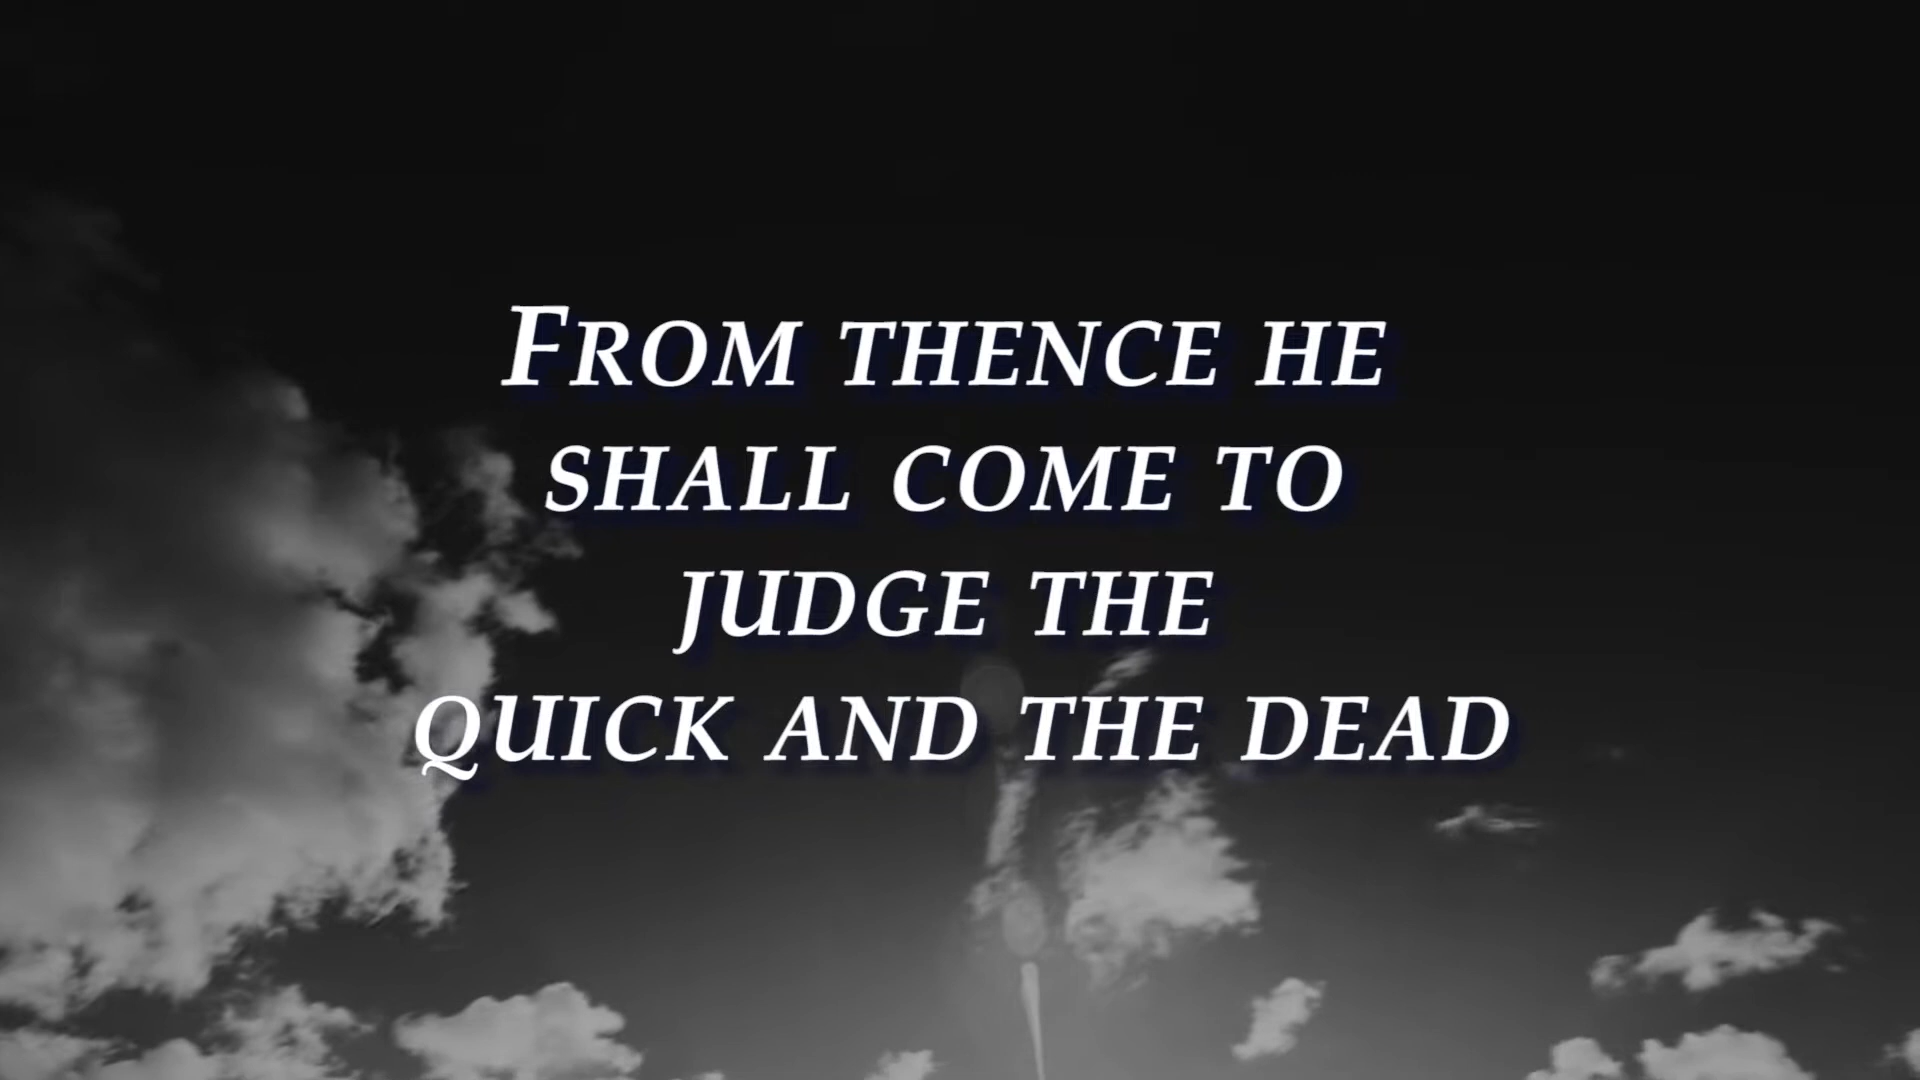 From thence he
shall come to
judge the
quick and the dead